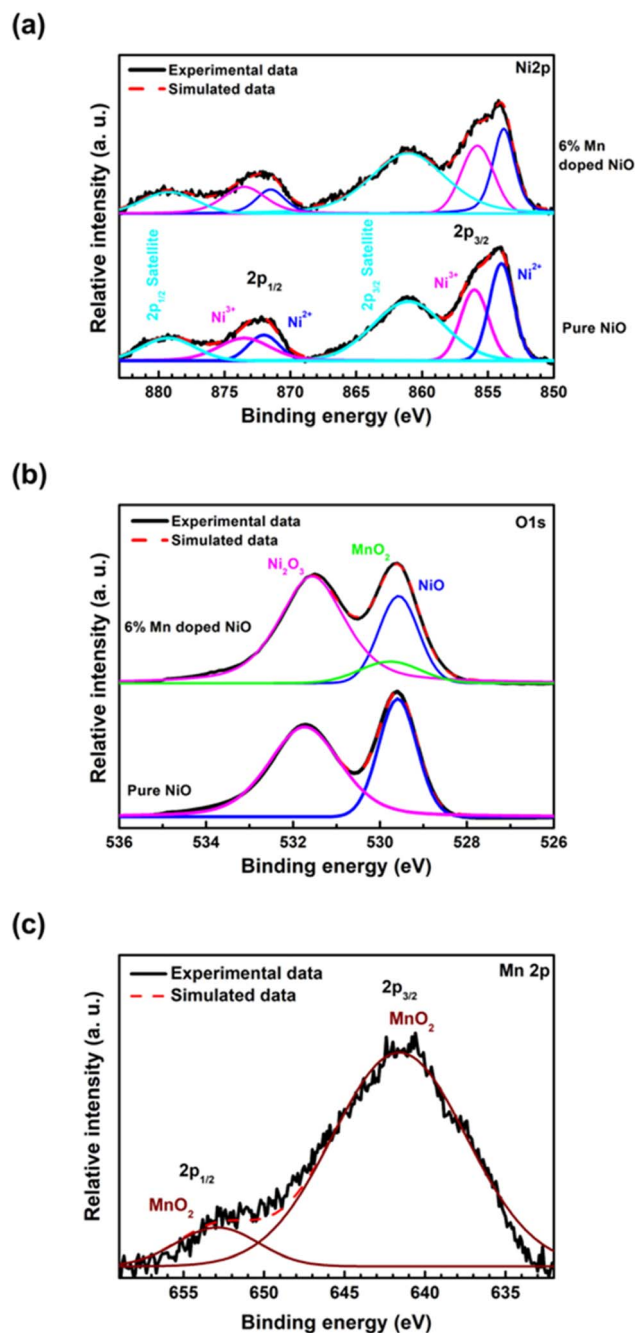 (a)
Experimental data
Simulated data
Ni2p
6% Mn
doped NiO
2p1/2 Satellite
2p1/2
Ni3+
Ni2+
2p3/2 Satellite
2p3/2
Ni3+
Ni2+
Pure NiO
Relative intensity (a. u.)
880 875 870 865 860 855 850
Binding energy (eV)
(b)
Experimental data
Simulated data
O1s
Ni2O3
MnO2
NiO
6% Mn doped NiO
Pure NiO
Relative intensity (a. u.)
536 534 532 530 528 526
Binding energy (eV)
(c)
Experimental data
Simulated data
Mn 2p
2p3/2
MnO2
2p1/2
MnO2
Relative intensity (a. u.)
655 650 645 640 635
Binding energy (eV)